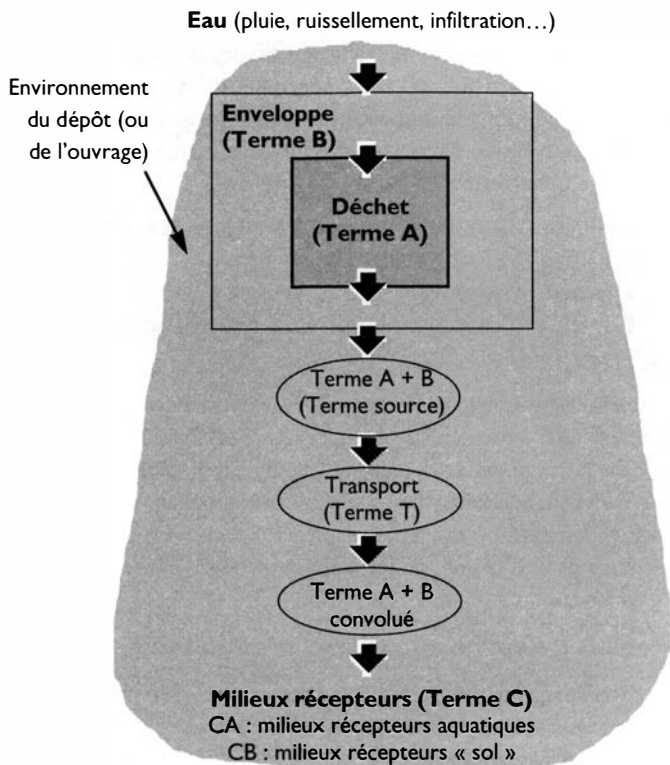 Eau (pluie, ruissellement, infiltration…)
Environnement
du dépôt (ou
de l'ouvrage)
Enveloppe
(Terme B)
Déchet
(Terme A)
Terme A + B
(Terme source)
Transport
(Terme T)
Terme A + B
convolué
Milieux récepteurs (Terme C)
CA : milieux récepteurs aquatiques
CB : milieux récepteurs « sol »